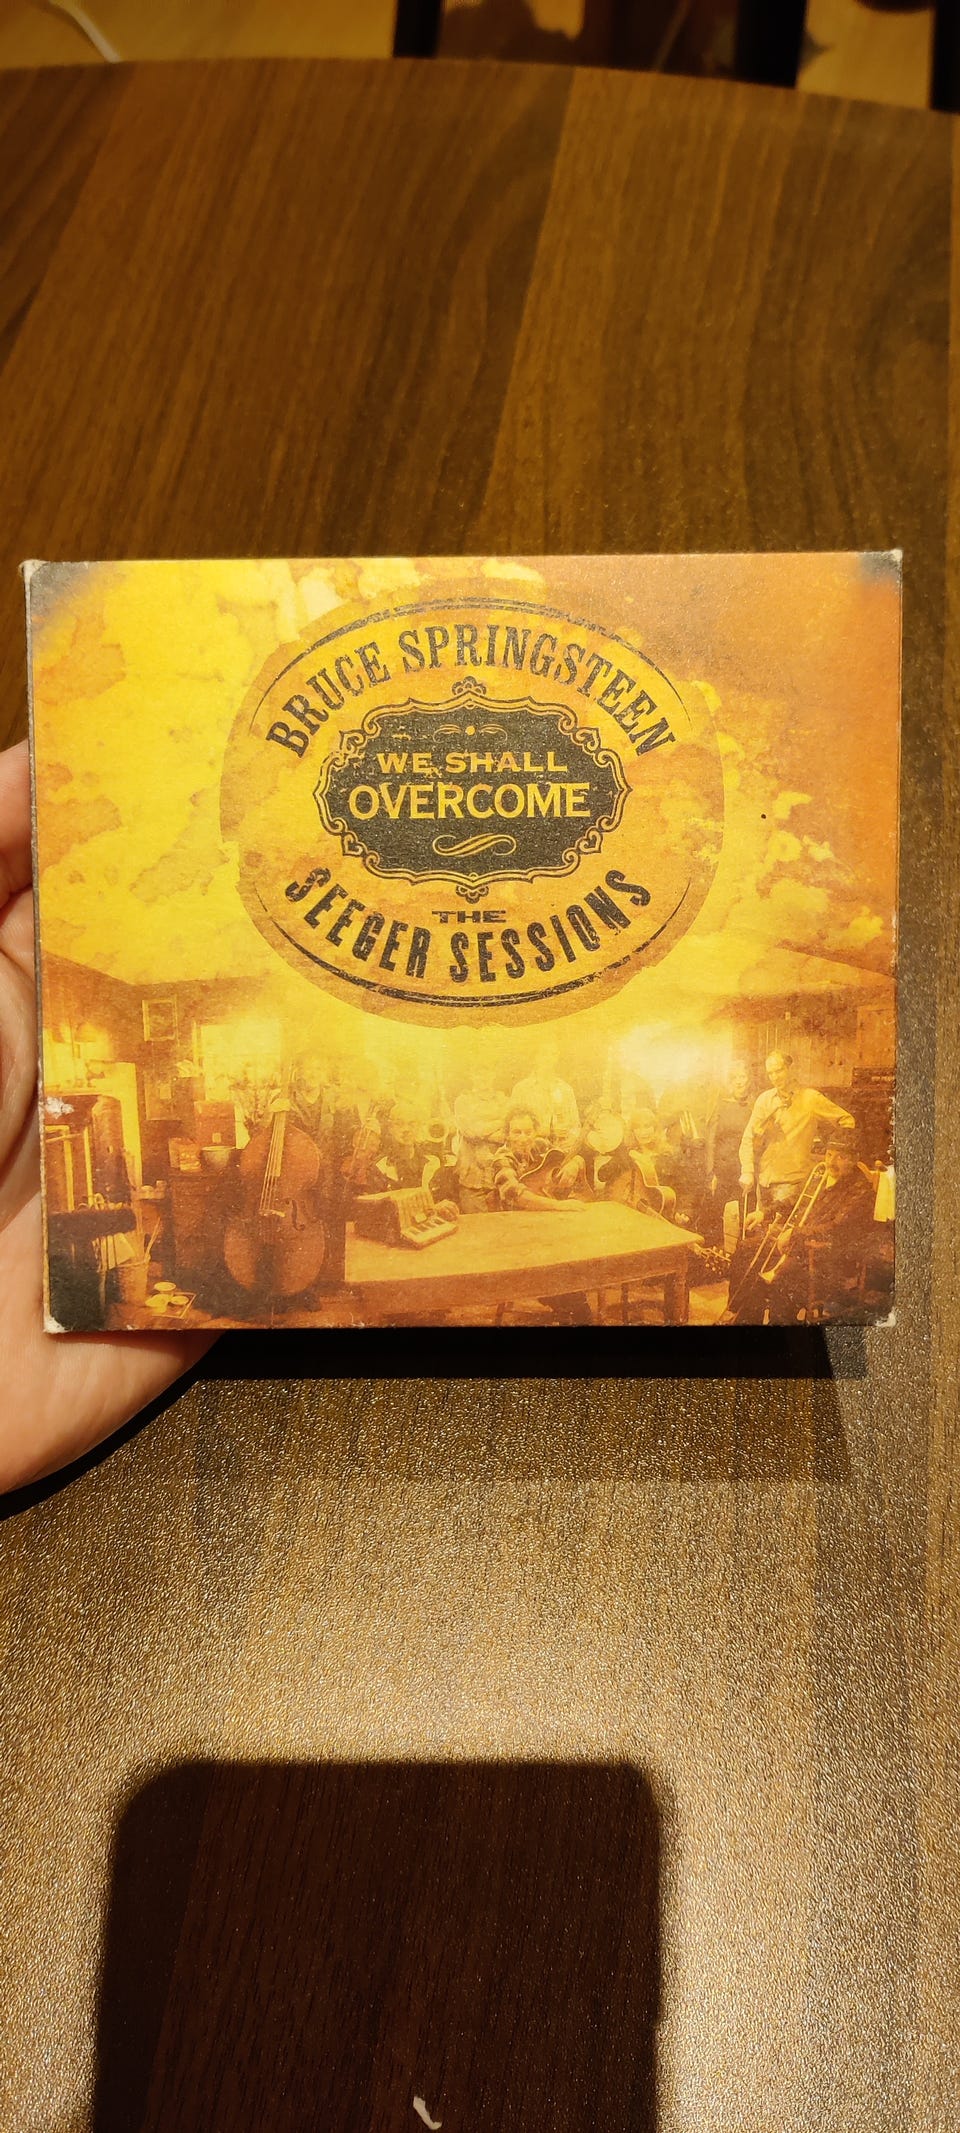 BRUCE SPRINGSTEEN
WE SHALL
OVERCOME
THE
SEEGER SESSIONS